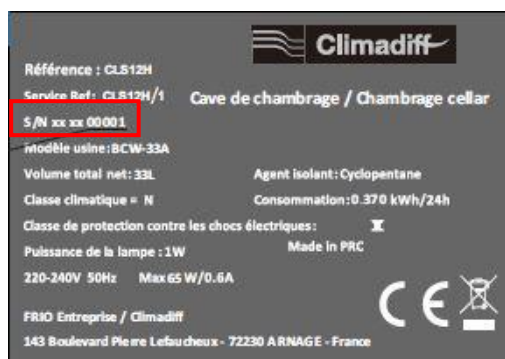 Climadiff
Référence : CLS12H
Service Ref: CLS12H/1
Cave de chambrage / Chambrage cellar
S/N xx xx 00001
Modèle usine:BCW-33A
Volume total net: 33L
Agent isolant: Cyclopentane
Classe climatique = N
Consommation: 0.370 kWh/24h
Classe de protection contre les chocs électriques:
Puissance de la lampe : 1W
Made in PRC
220-240V 50Hz Max 65 W/0.6A
CE
FRIO Entreprise / Climadiff
143 Boulevard Pierre Lefaucheux - 72230 ARNAGE - France